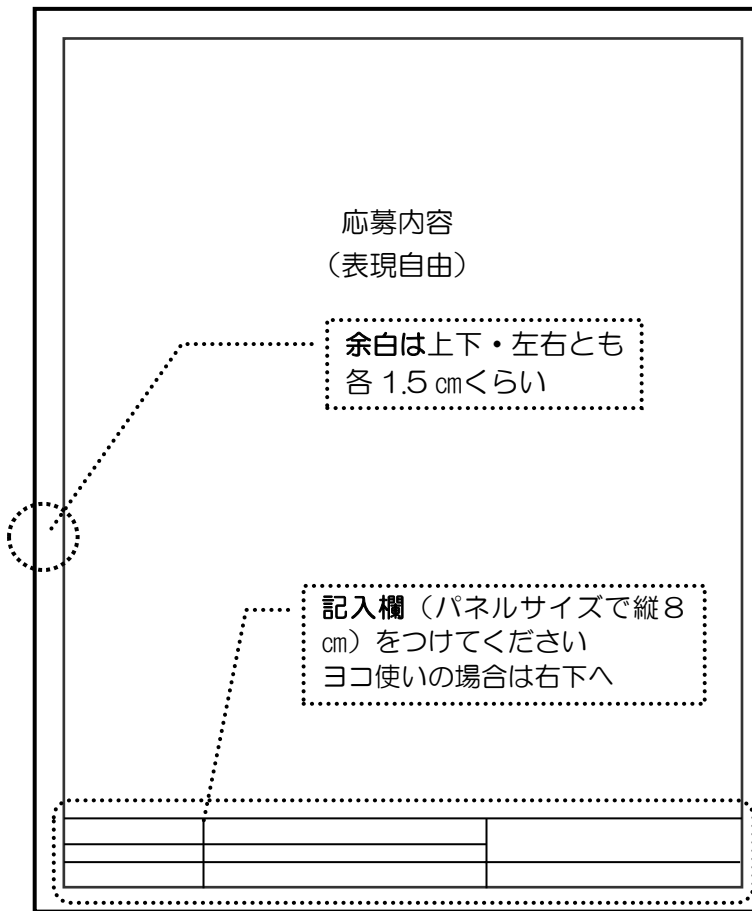 応募内容
（表現自由）
余白は上下・左右とも
各 1.5 ㎝くらい
記入欄（パネルサイズで縦８
㎝）をつけてください
ヨコ使いの場合は右下へ